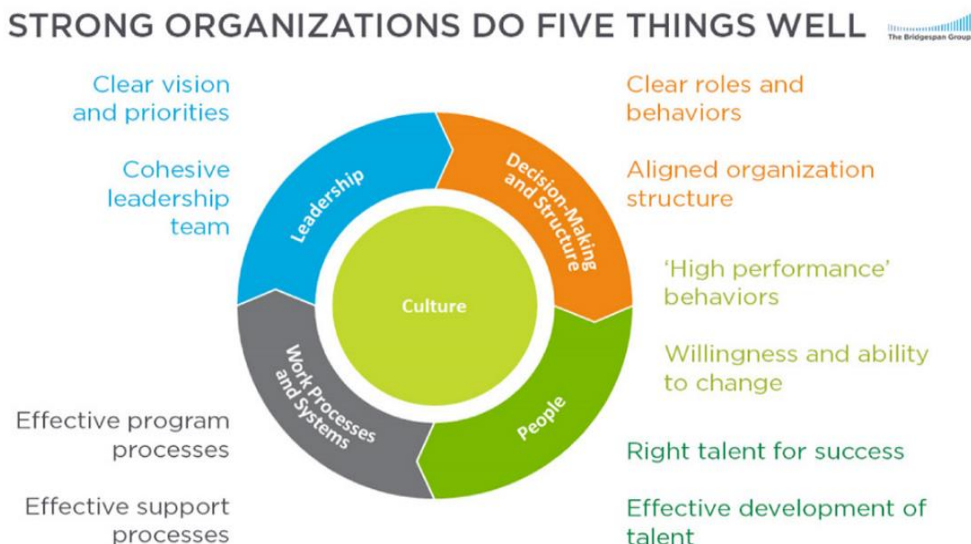 STRONG ORGANIZATIONS DO FIVE THINGS WELL
The Bridgespan Group
Clear vision
and priorities
Cohesive
leadership
team
Clear roles and
behaviors
Aligned organization
structure
‘High performance’
behaviors
Willingness and ability
to change
Right talent for success
Effective development of
talent
Effective program
processes
Effective support
processes
Leadership
Decision-Making
and Structure
People
Work Processes
and Systems
Culture